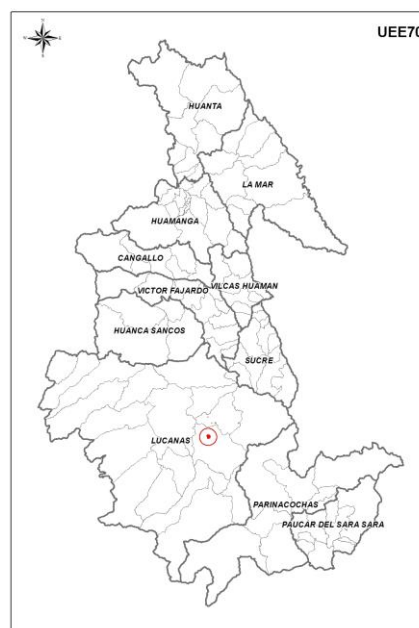 UEE70
HUANTA
LA MAR
HUAMANGA
CANGALLO
VICTOR FAJARDO
VILCAS HUAMAN
HUANCA SANCOS
SUCRE
LUCANAS
PARINACOCHAS
PAUCAR DEL SARA SARA